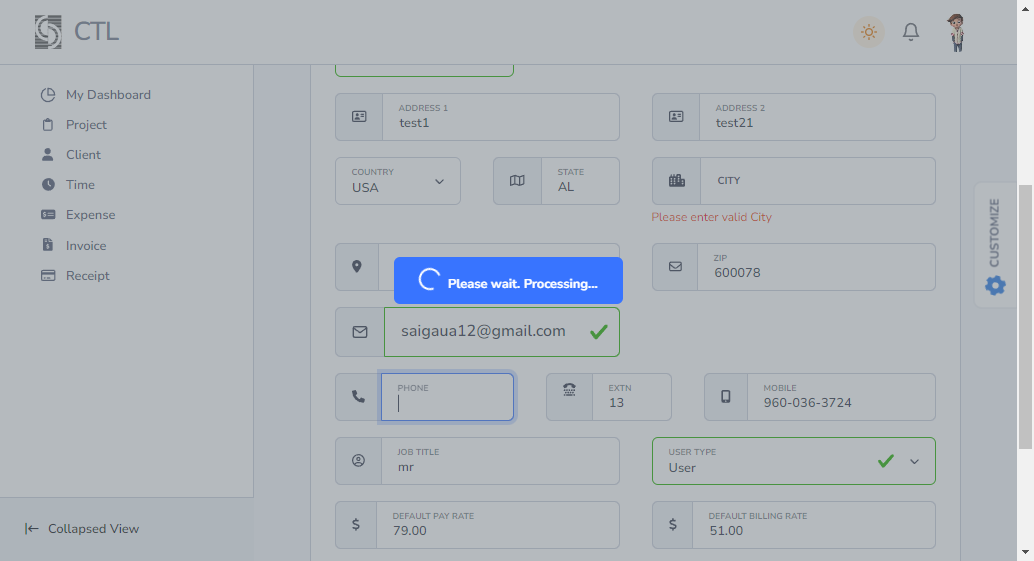 CTL
My Dashboard
Project
Client
Time
Expense
Invoice
Receipt
Collapsed View
ADDRESS 1
test1
ADDRESS 2
test21
COUNTRY
USA
STATE
AL
CITY
Please enter valid City
ZIP
600078
Please wait. Processing...
saigaua12@gmail.com
PHONE
EXTN
13
MOBILE
960-036-3724
JOB TITLE
mr
USER TYPE
User
DEFAULT PAY RATE
79.00
DEFAULT BILLING RATE
51.00
CUSTOMIZE